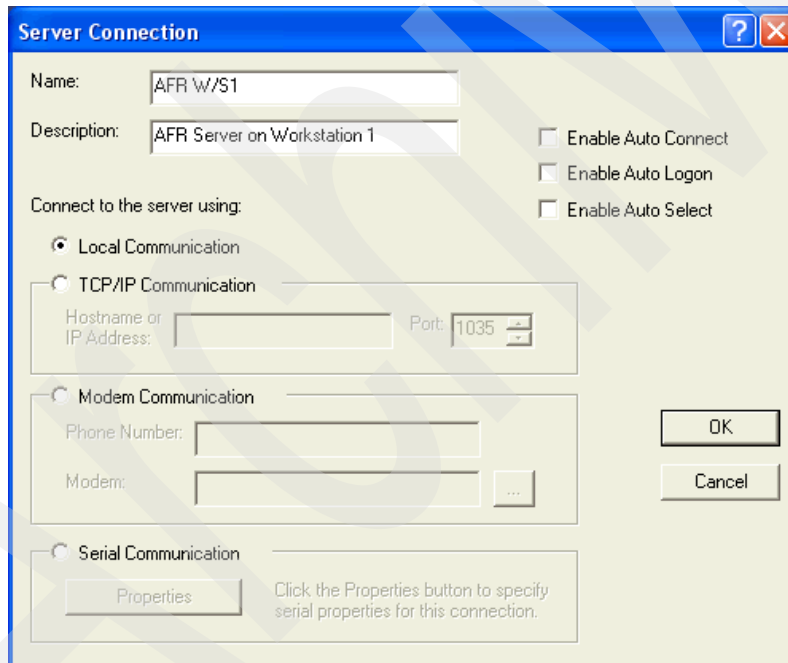 Server Connection
Name: AFR W/S1
Description: AFR Server on Workstation 1
Enable Auto Connect
Enable Auto Logon
Enable Auto Select
Connect to the server using:
Local Communication
TCP/IP Communication
Hostname or
IP Address:
Port: 1035
Modem Communication
Phone Number:
Modem:
...
OK
Cancel
Serial Communication
Properties
Click the Properties button to specify
serial properties for this connection.